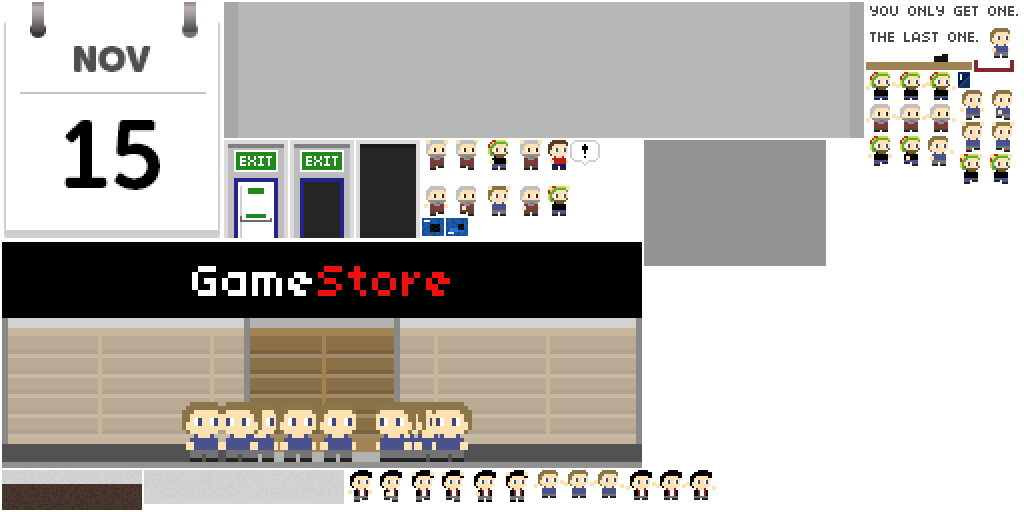 NOV
15
YOU ONLY GET ONE.
THE LAST ONE.
EXIT
EXIT
!
GameStore